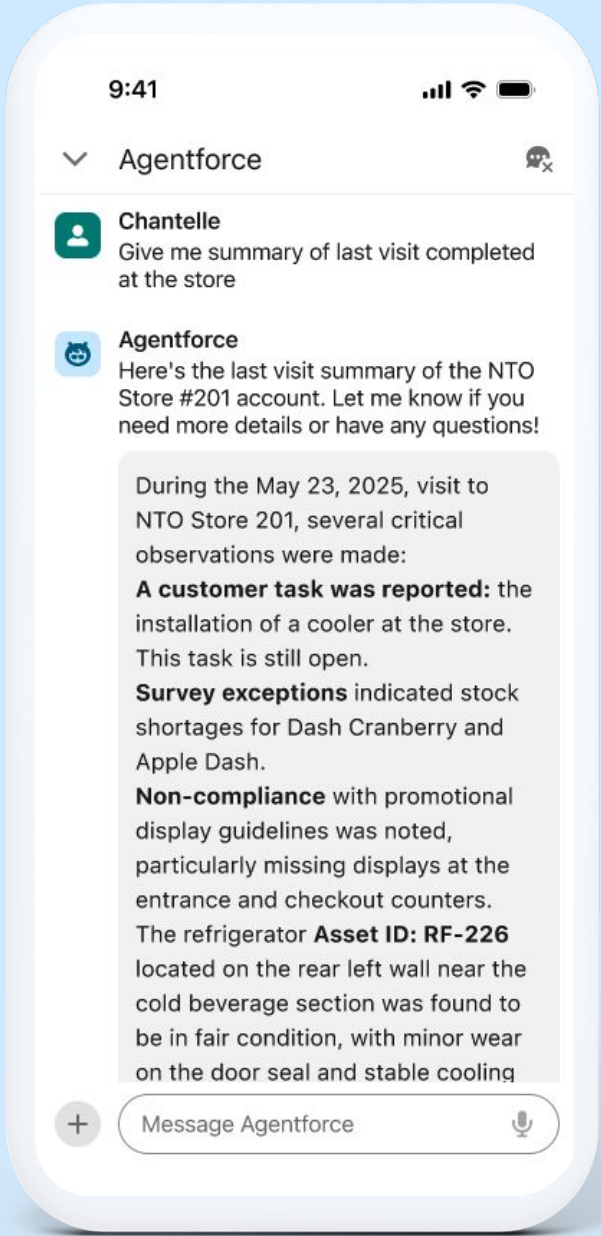 9:41
Agentforce
Chantelle
Give me summary of last visit completed
at the store
Agentforce
Here's the last visit summary of the NTO
Store #201 account. Let me know if you
need more details or have any questions!
During the May 23, 2025, visit to
NTO Store 201, several critical
observations were made:
A customer task was reported: the
installation of a cooler at the store.
This task is still open.
Survey exceptions indicated stock
shortages for Dash Cranberry and
Apple Dash.
Non-compliance with promotional
display guidelines was noted,
particularly missing displays at the
entrance and checkout counters.
The refrigerator Asset ID: RF-226
located on the rear left wall near the
cold beverage section was found to
be in fair condition, with minor wear
on the door seal and stable cooling
Message Agentforce